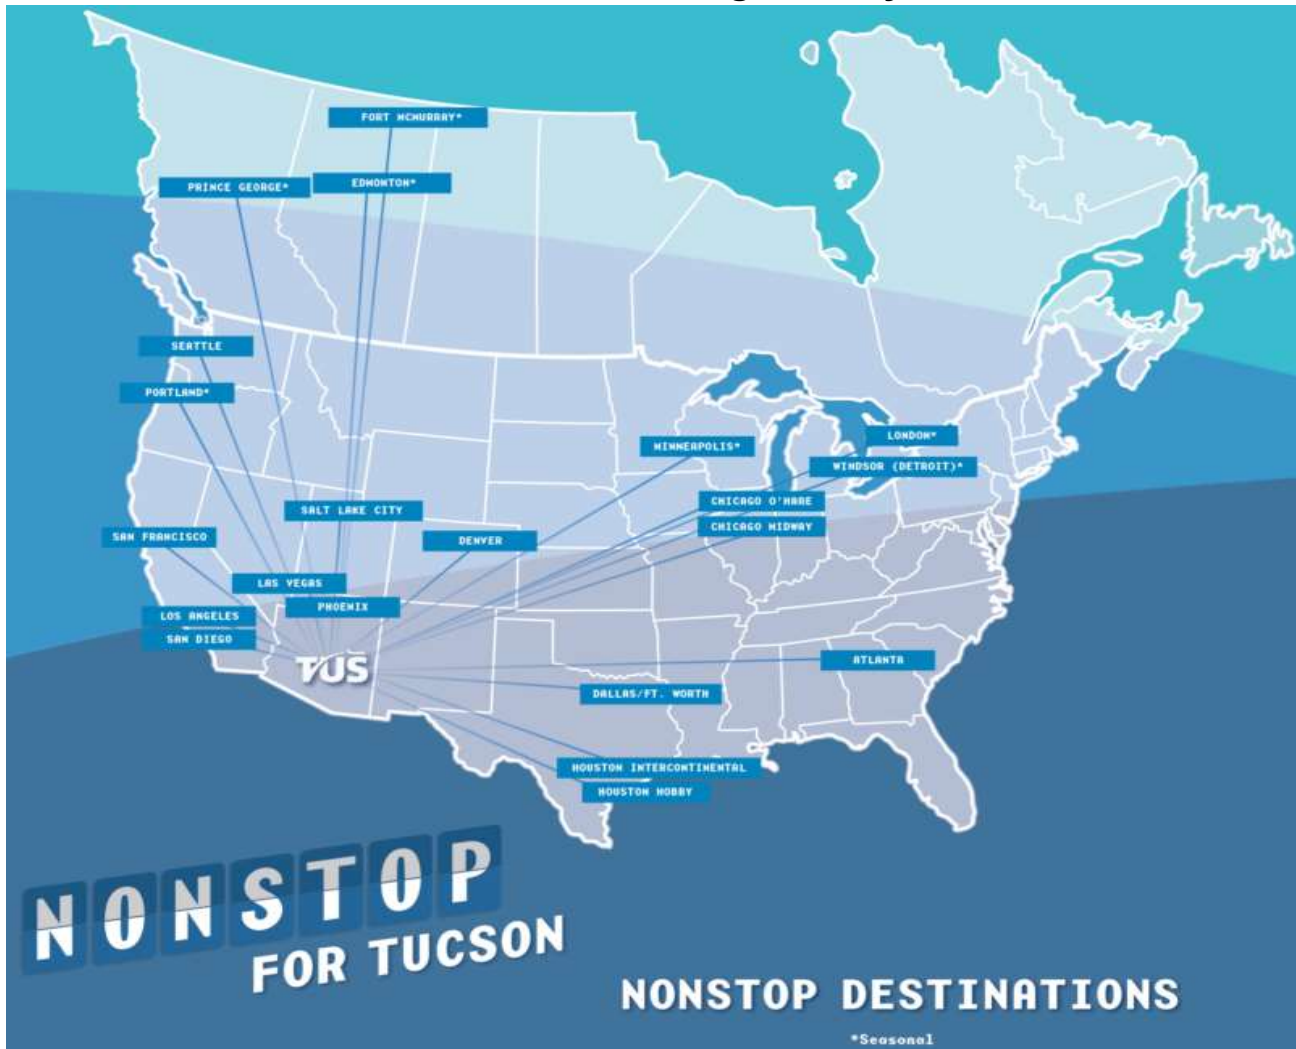 FORT MCMURRAY*
EDMONTON*
PRINCE GEORGE*
SEATTLE
PORTLAND*
LONDON*
MINNEAPOLIS*
WINDSOR (DETROIT)*
CHICAGO O'HARE
SALT LAKE CITY
CHICAGO MIDWAY
SAN FRANCISCO
DENVER
LAS VEGAS
PHOENIX
LOS ANGELES
SAN DIEGO
TUS
ATLANTA
DALLAS/FT. WORTH
HOUSTON INTERCONTINENTAL
HOUSTON HOBBY
NONSTOP
FOR TUCSON
NONSTOP DESTINATIONS
*Seasonal